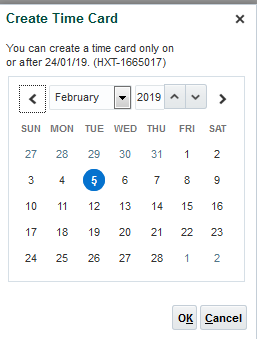 Create Time Card
You can create a time card only on
or after 24/01/19. (HXT-1665017)
February 2019
SUN MON TUE WED THU FRI SAT
27 28 29 30 31 1 2
3 4 5 6 7 8 9
10 11 12 13 14 15 16
17 18 19 20 21 22 23
24 25 26 27 28 1 2
OK Cancel